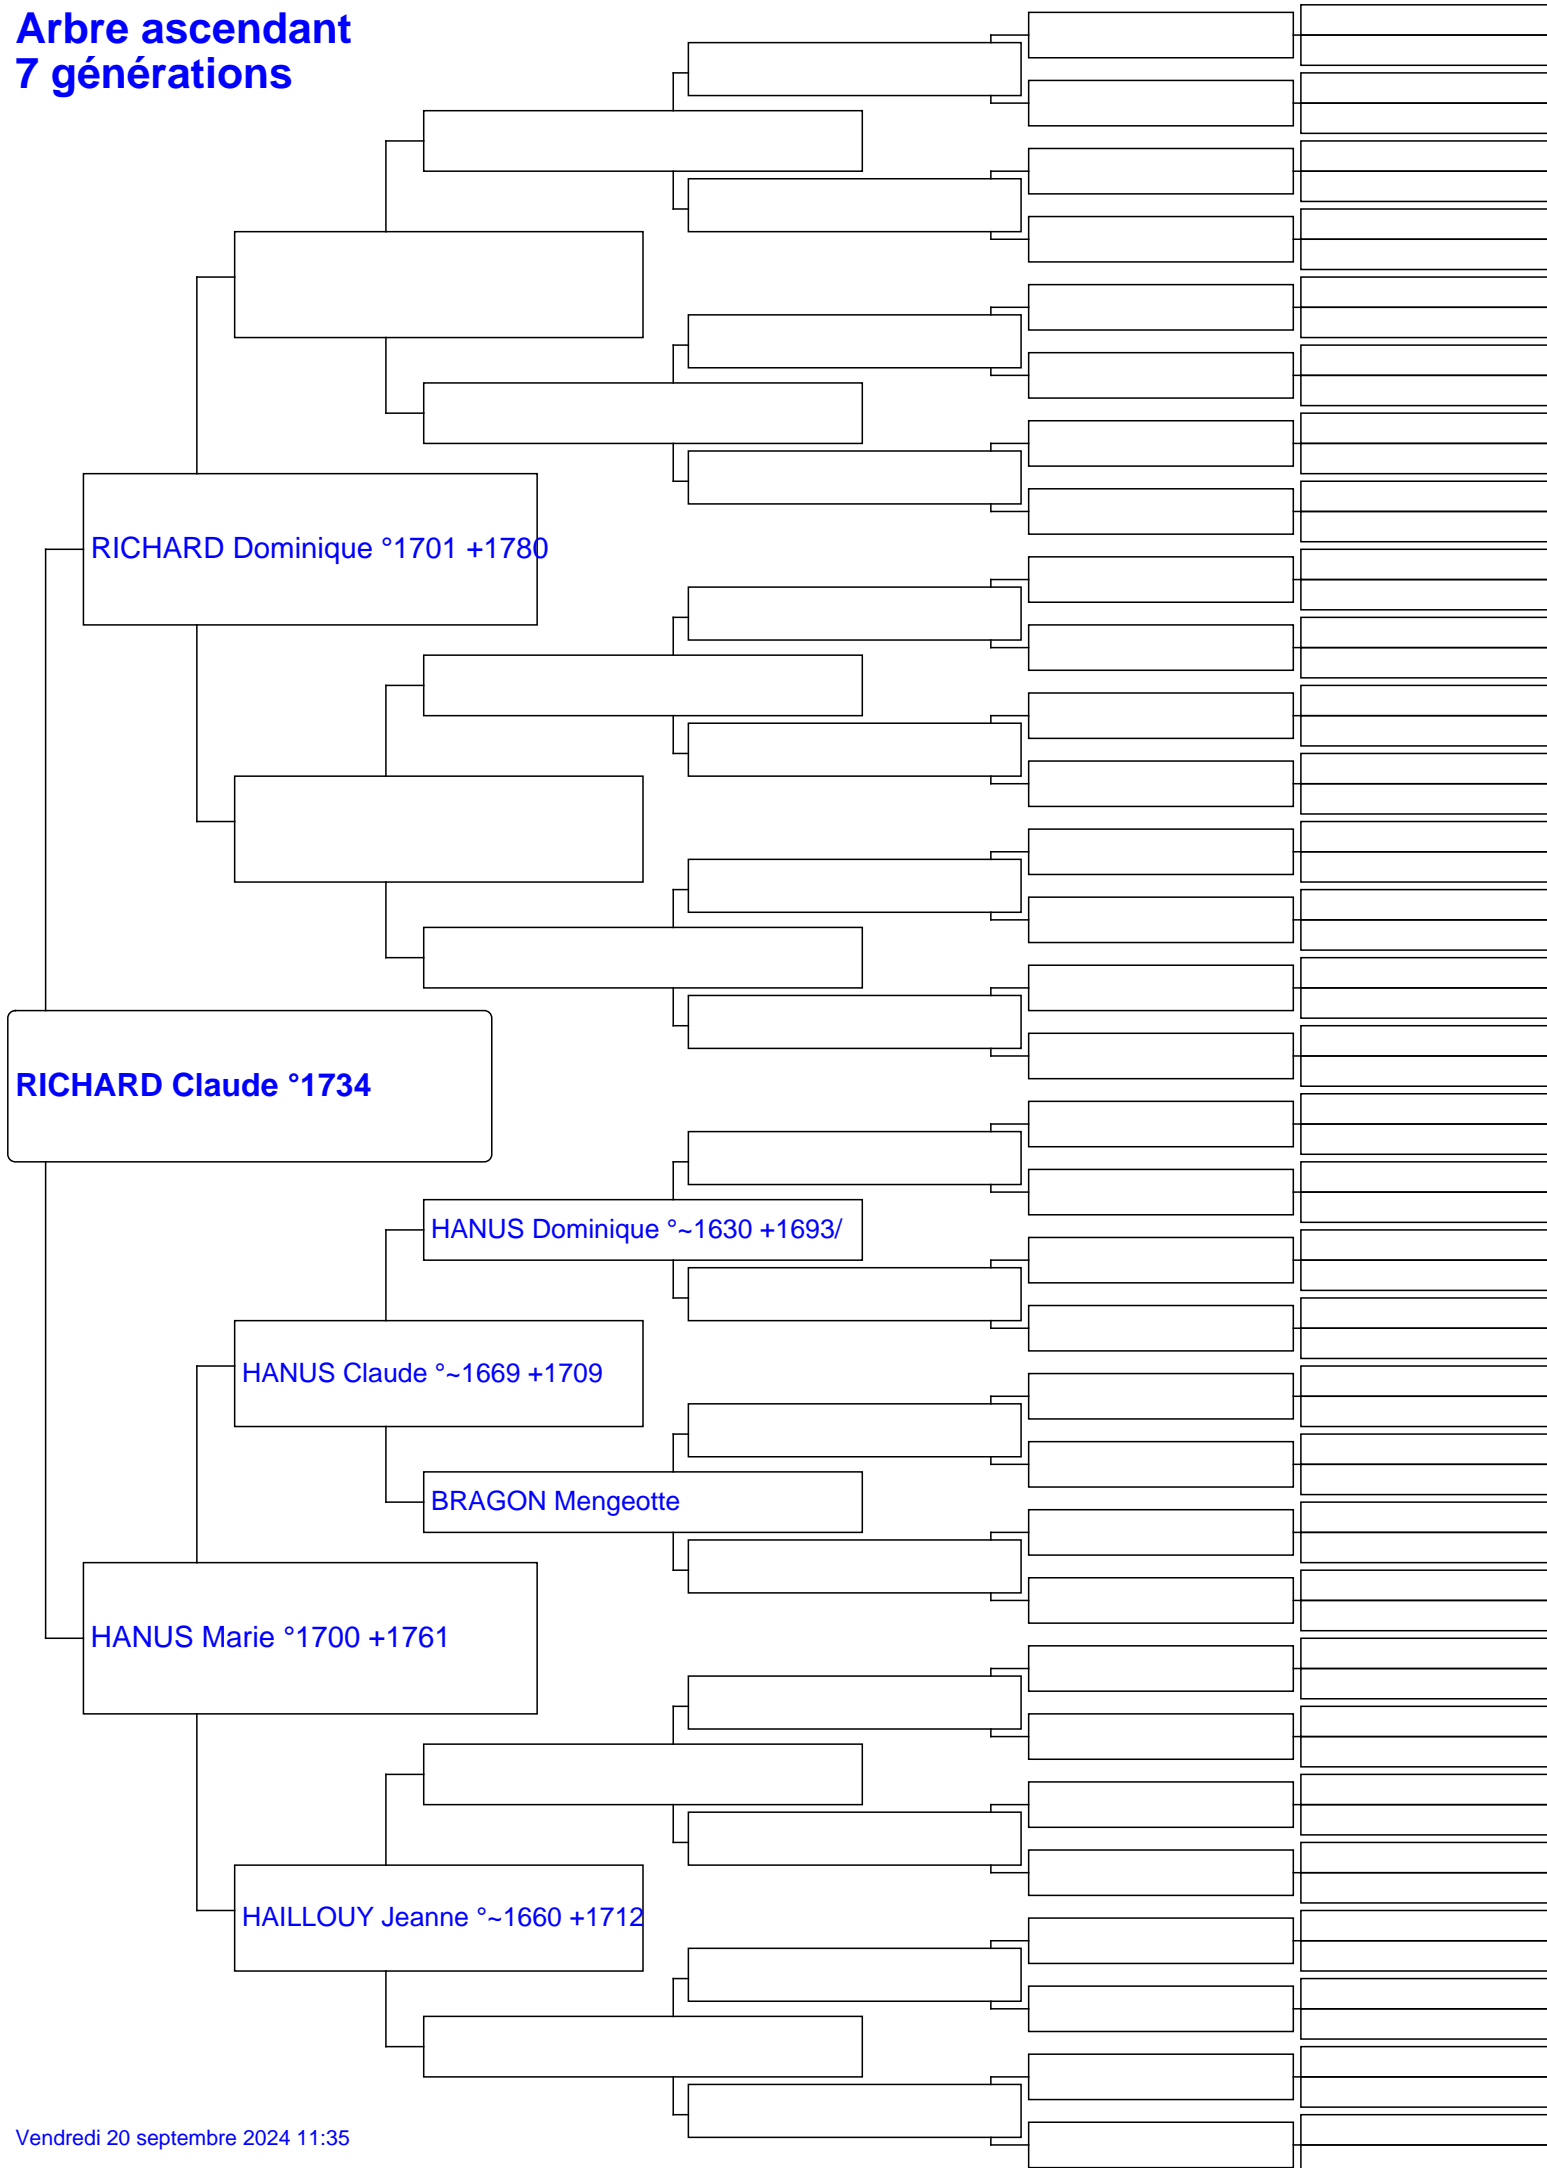 Arbre ascendant
7 générations
RICHARD Dominique °1701 +1780
RICHARD Claude °1734
HANUS Dominique °~1630 +1693/
HANUS Claude °~1669 +1709
BRAGON Mengeotte
HANUS Marie °1700 +1761
HAILLOUY Jeanne °~1660 +1712
Vendredi 20 septembre 2024 11:35